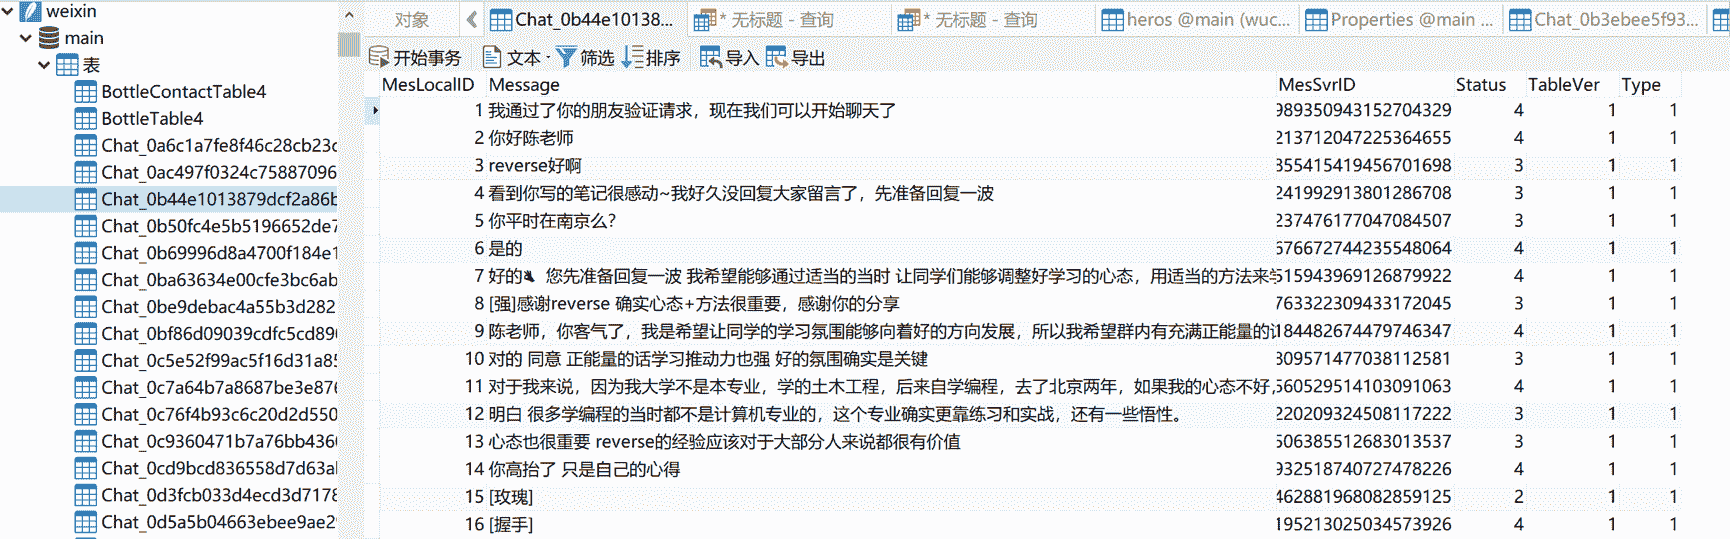 weixin
main
表
BottleContactTable4
BottleTable4
Chat_0a6c1a7fe8f46c28cb23c
Chat_0ac497f0324c75887096
Chat_0b44e1013879dcf2a86b
Chat_0b50fc4e5b5196652de7
Chat_0b69996d8a4700f184e1
Chat_0ba63634e00cfe3bc6ab
Chat_0be9debac4a55b3d282
Chat_0bf86d09039cdfc5cd890
Chat_0c5e52f99ac5f16d31a85
Chat_0c7a64b7a8687be3e876
Chat_0c76f4b93c6c20d2d550
Chat_0c9360471b7a76bb4360
Chat_0cd9bcd836558d7d63a
Chat_0d3fcb033d4ecd3d7178
Chat_0d5a5b04663ebee9ae29
对象 Chat_0b44e10138... * 无标题 - 查询 * 无标题 - 查询 heros @main (wuc... Properties @main ... Chat_0b3ebee5f93...
开始事务 文本 筛选 排序 导入 导出
MesLocalID Message MesSvrID Status TableVer Type
1 我通过了你的朋友验证请求，现在我们可以开始聊天了 989350943152704329 4 1 1
2 你好陈老师 213712047225364655 4 1 1
3 reverse好啊 355415419456701698 3 1 1
4 看到你写的笔记很感动~我好久没回复大家留言了，先准备回复一波 241992913801286708 3 1 1
5 你平时在南京么？ 237476177047084507 3 1 1
6 是的 576672744235548064 4 1 1
7 好的 您先准备回复一波 我希望能够通过适当的当时 让同学们能够调整好学习的心态，用适当的方法来 515943969126879922 4 1 1
8 [强]感谢reverse 确实心态+方法很重要，感谢你的分享 763322309433172045 3 1 1
9 陈老师，你客气了，我是希望让同学的学习氛围能够向着好的方向发展，所以我希望群内有充满正能量的 184482674479746347 4 1 1
10 对的 同意 正能量的话学习推动力也强 好的氛围确实是关键 309571477038112581 3 1 1
11 对于我来说，因为我大学不是本专业，学的土木工程，后来自学编程，去了北京两年，如果我的心态不好， 560529514103091063 4 1 1
12 明白 很多学编程的当时都不是计算机专业的，这个专业确实更靠练习和实战，还有一些悟性。 220209324508117222 3 1 1
13 心态也很重要 reverse的经验应该对于大部分人来说都很有价值 506385512683013537 3 1 1
14 你高抬了 只是自己的心得 932518740727478226 4 1 1
15 [玫瑰] 462881968082859125 2 1 1
16 [握手] 195213025034573926 4 1 1